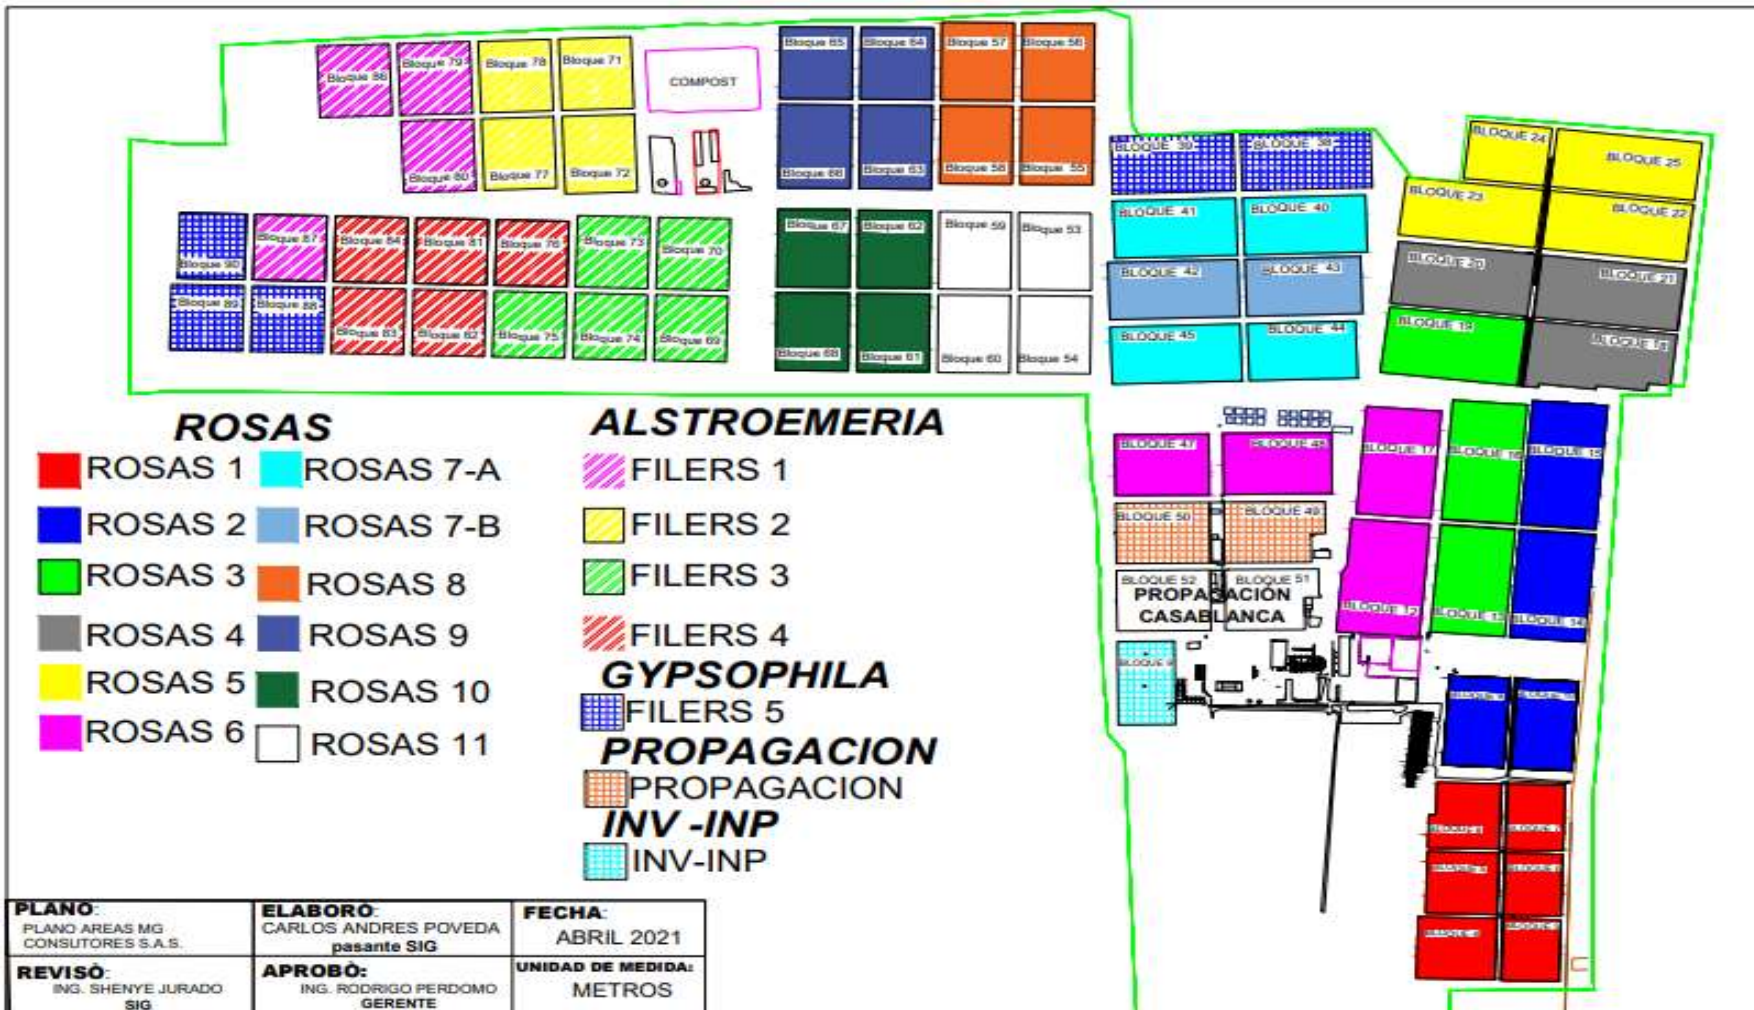 Bloque 86
Bloque 79
Bloque 78
Bloque 71
COMPOST
Bloque 65
Bloque 64
Bloque 57
Bloque 56
Bloque 80
Bloque 77
Bloque 72
Bloque 66
Bloque 63
Bloque 58
Bloque 55
BLOQUE 39
BLOQUE 38
BLOQUE 24
BLOQUE 25
BLOQUE 23
BLOQUE 22
Bloque 90
Bloque 87
Bloque 84
Bloque 81
Bloque 76
Bloque 73
Bloque 70
Bloque 67
Bloque 62
Bloque 59
Bloque 53
BLOQUE 41
BLOQUE 40
BLOQUE 42
BLOQUE 43
BLOQUE 20
BLOQUE 21
Bloque 89
Bloque 88
Bloque 83
Bloque 82
Bloque 75
Bloque 74
Bloque 69
Bloque 68
Bloque 61
Bloque 60
Bloque 54
BLOQUE 45
BLOQUE 44
BLOQUE 19
BLOQUE 18
BLOQUE 47
BLOQUE
BLOQUE 17
BLOQUE 16
BLOQUE 15
BLOQUE 50
BLOQUE 49
BLOQUE 52
BLOQUE 51
PROPAGACIÓN
CASABLANCA
BLOQUE 12
BLOQUE 13
BLOQUE 14
BLOQUE 9
ROSAS
ROSAS 1
ROSAS 2
ROSAS 3
ROSAS 4
ROSAS 5
ROSAS 6
ROSAS 7-A
ROSAS 7-B
ROSAS 8
ROSAS 9
ROSAS 10
ROSAS 11
ALSTROEMERIA
FILERS 1
FILERS 2
FILERS 3
FILERS 4
GYPSOPHILA
FILERS 5
PROPAGACION
PROPAGACION
INV -INP
INV-INP
PLANO:
PLANO AREAS MG
CONSUTORES S.A.S.
ELABORÓ:
CARLOS ANDRES POVEDA
pasante SIG
FECHA:
ABRIL 2021
REVISÒ:
ING. SHENYE JURADO
SIG
APROBÒ:
ING. RODRIGO PERDOMO
GERENTE
UNIDAD DE MEDIDA:
METROS